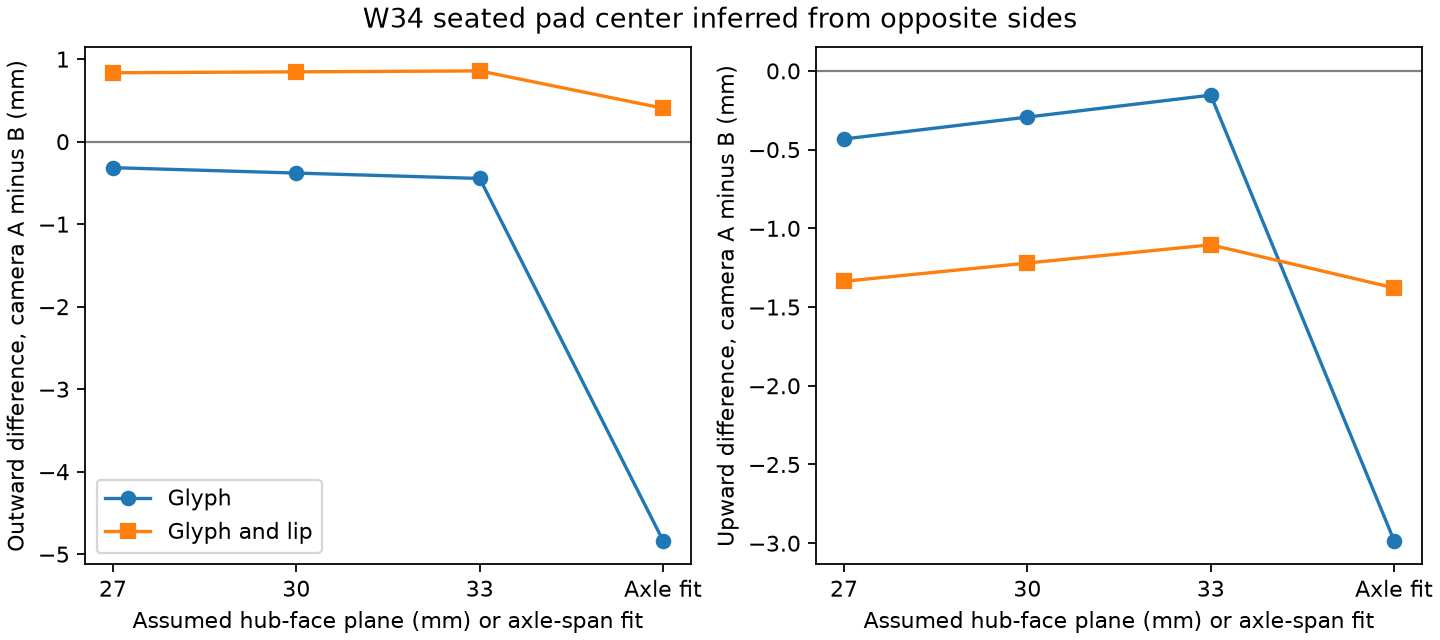 W34 seated pad center inferred from opposite sides
Outward difference, camera A minus B (mm)
1
0
−1
−2
−3
−4
−5
Glyph
Glyph and lip
27
30
33
Axle fit
Assumed hub-face plane (mm) or axle-span fit
Upward difference, camera A minus B (mm)
0.0
−0.5
−1.0
−1.5
−2.0
−2.5
−3.0
27
30
33
Axle fit
Assumed hub-face plane (mm) or axle-span fit